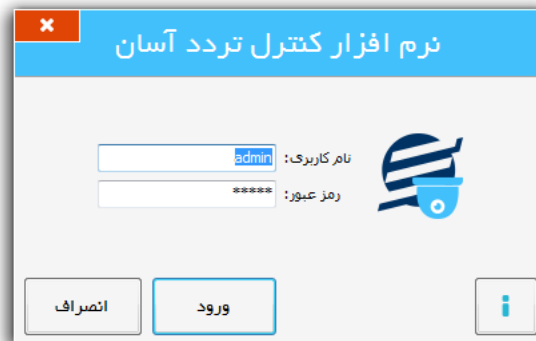 نرم افزار کنترل تردد آسان
نام کاربری: admin
رمز عبور: *****
ورود
انصراف